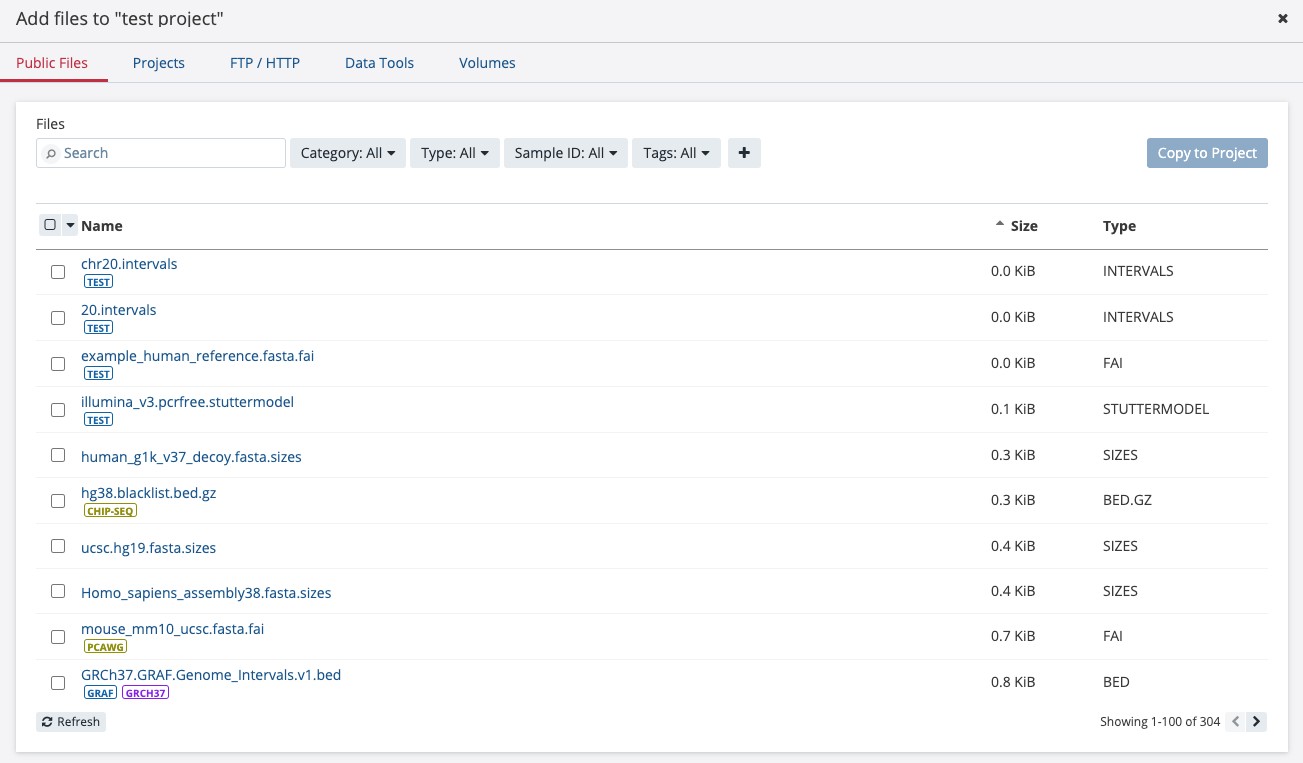 Add files to "test project"
Public Files Projects FTP / HTTP Data Tools Volumes
Files
Search Category: All Type: All Sample ID: All Tags: All Copy to Project
Name Size Type
chr20.intervals 0.0 KiB INTERVALS
TEST
20.intervals 0.0 KiB INTERVALS
TEST
example_human_reference.fasta.fai 0.0 KiB FAI
TEST
illumina_v3.pcrfree.stuttermodel 0.1 KiB STUTTERMODEL
TEST
human_g1k_v37_decoy.fasta.sizes 0.3 KiB SIZES
hg38.blacklist.bed.gz 0.3 KiB BED.GZ
CHIP-SEQ
ucsc.hg19.fasta.sizes 0.4 KiB SIZES
Homo_sapiens_assembly38.fasta.sizes 0.4 KiB SIZES
mouse_mm10_ucsc.fasta.fai 0.7 KiB FAI
PCAWG
GRCh37.GRAF.Genome_Intervals.v1.bed 0.8 KiB BED
GRAF GRCH37
Refresh Showing 1-100 of 304